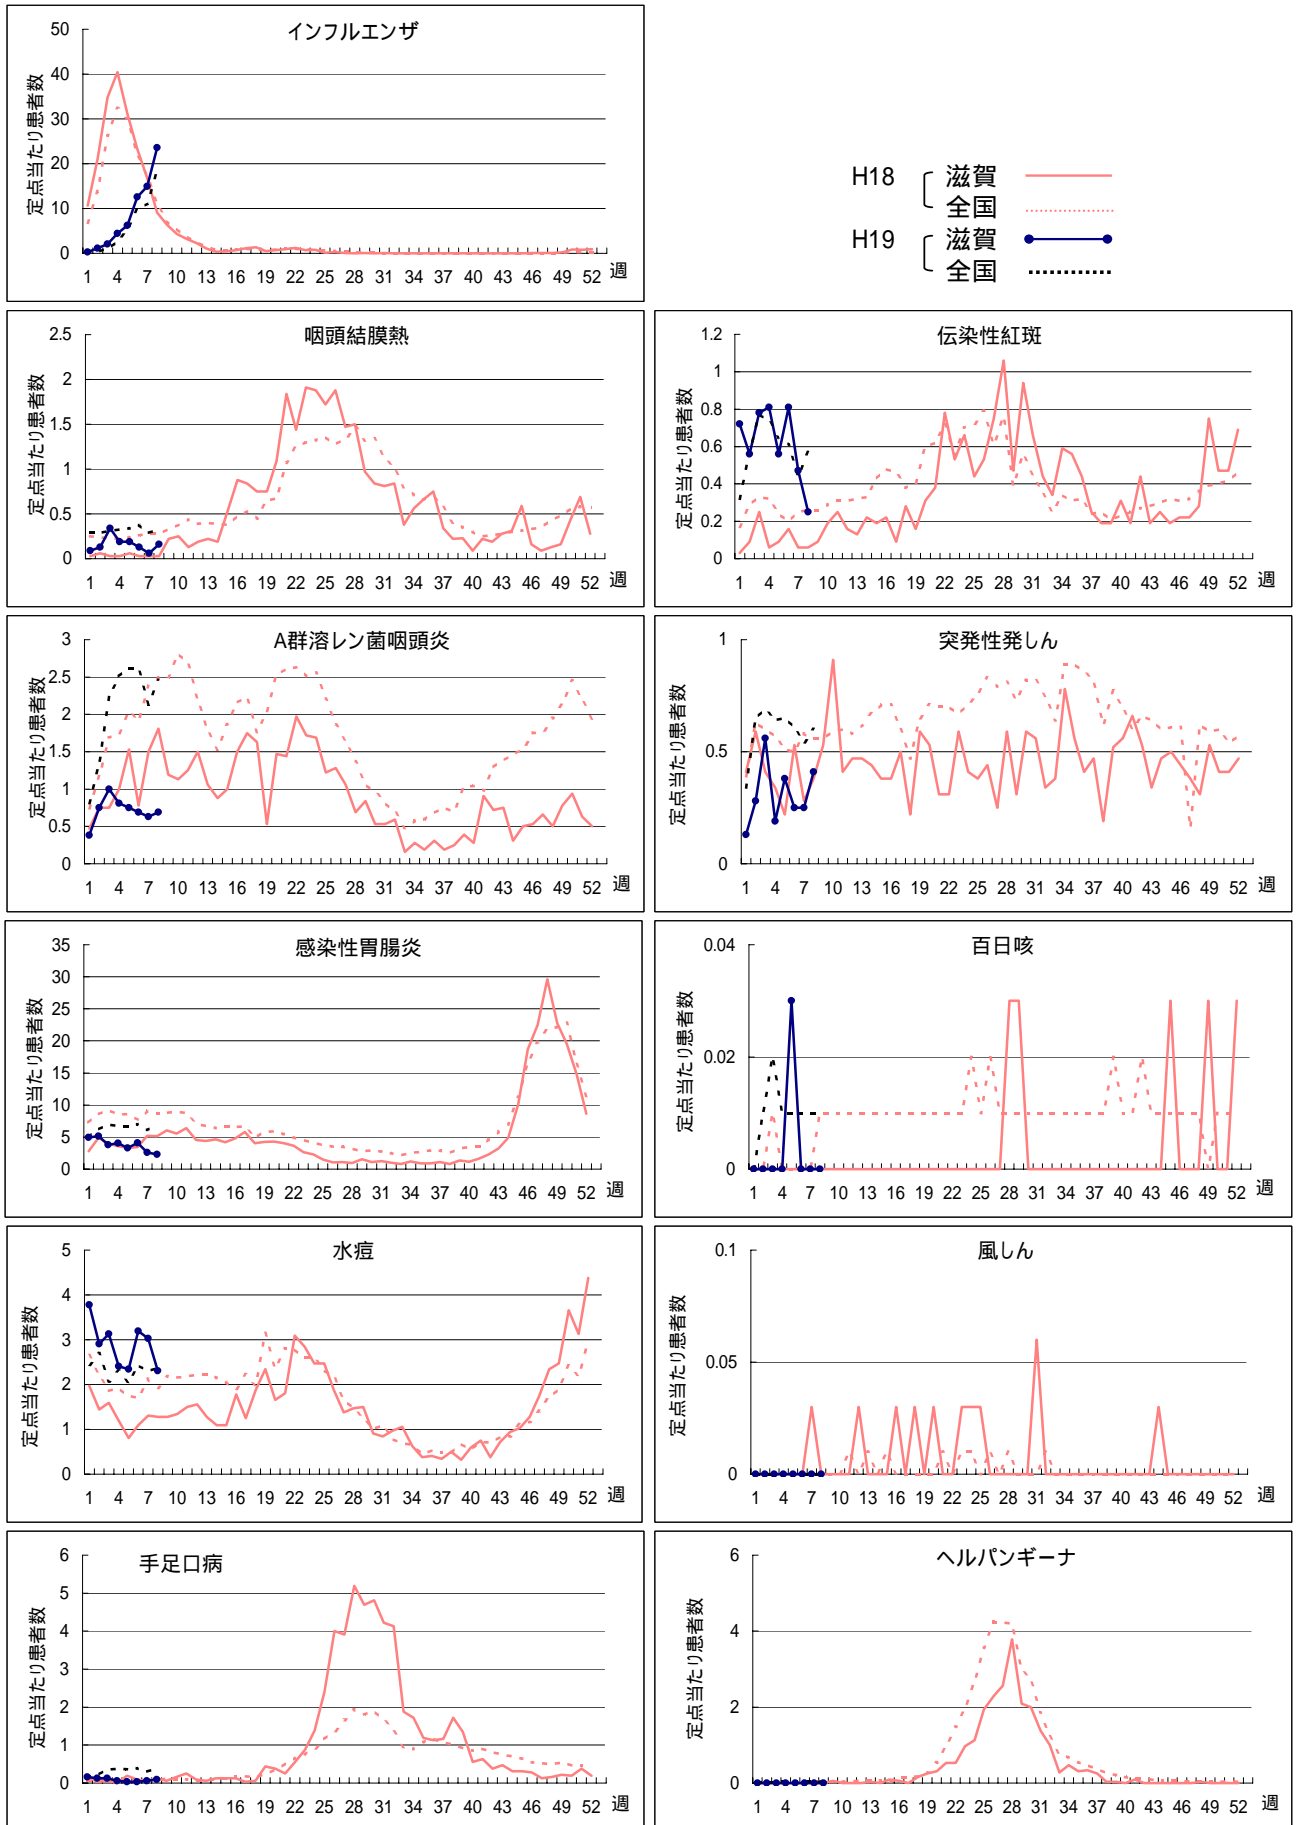 インフルエンザ
定点当たり患者数
50
40
30
20
10
0
1 4 7 10 13 16 19 22 25 28 31 34 37 40 43 46 49 52 週
H18 滋賀
全国
H19 滋賀
全国
咽頭結膜熱
定点当たり患者数
2.5
2
1.5
1
0.5
0
1 4 7 10 13 16 19 22 25 28 31 34 37 40 43 46 49 52 週
伝染性紅斑
定点当たり患者数
1.2
1
0.8
0.6
0.4
0.2
0
1 4 7 10 13 16 19 22 25 28 31 34 37 40 43 46 49 52 週
A群溶レン菌咽頭炎
定点当たり患者数
3
2.5
2
1.5
1
0.5
0
1 4 7 10 13 16 19 22 25 28 31 34 37 40 43 46 49 52 週
突発性発しん
定点当たり患者数
1
0.5
0
1 4 7 10 13 16 19 22 25 28 31 34 37 40 43 46 49 52 週
感染性胃腸炎
定点当たり患者数
35
30
25
20
15
10
5
0
1 4 7 10 13 16 19 22 25 28 31 34 37 40 43 46 49 52 週
百日咳
定点当たり患者数
0.04
0.02
0
1 4 7 10 13 16 19 22 25 28 31 34 37 40 43 46 49 52 週
水痘
定点当たり患者数
5
4
3
2
1
0
1 4 7 10 13 16 19 22 25 28 31 34 37 40 43 46 49 52 週
風しん
定点当たり患者数
0.1
0.05
0
1 4 7 10 13 16 19 22 25 28 31 34 37 40 43 46 49 52 週
手足口病
定点当たり患者数
6
5
4
3
2
1
0
1 4 7 10 13 16 19 22 25 28 31 34 37 40 43 46 49 52 週
ヘルパンギーナ
定点当たり患者数
6
4
2
0
1 4 7 10 13 16 19 22 25 28 31 34 37 40 43 46 49 52 週